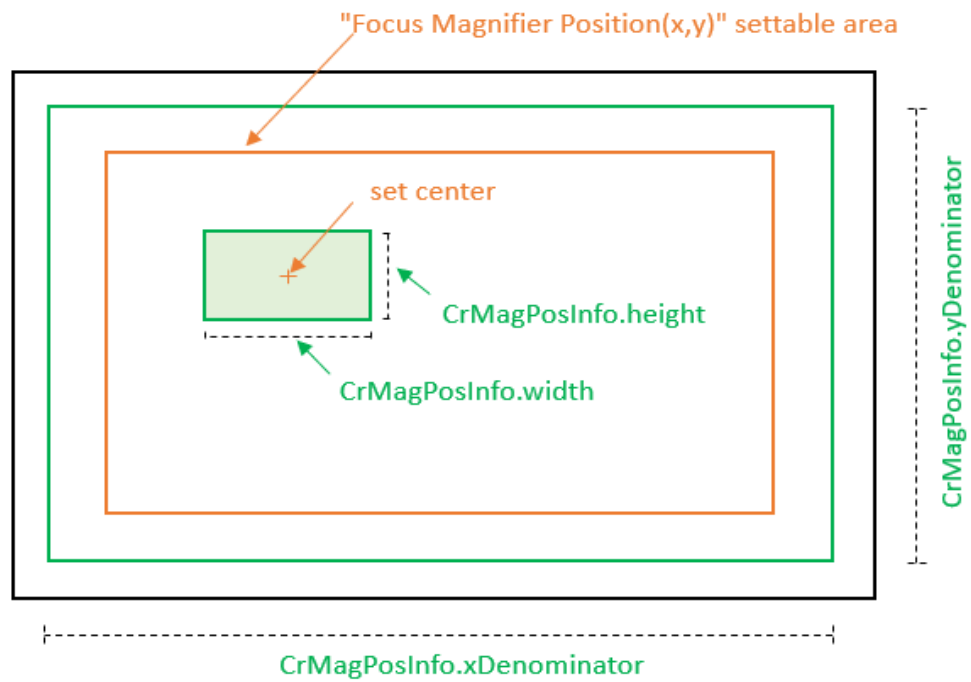 "Focus Magnifier Position(x,y)" settable area
set center
CrMagPosInfo.height
CrMagPosInfo.width
CrMagPosInfo.yDenominator
CrMagPosInfo.xDenominator